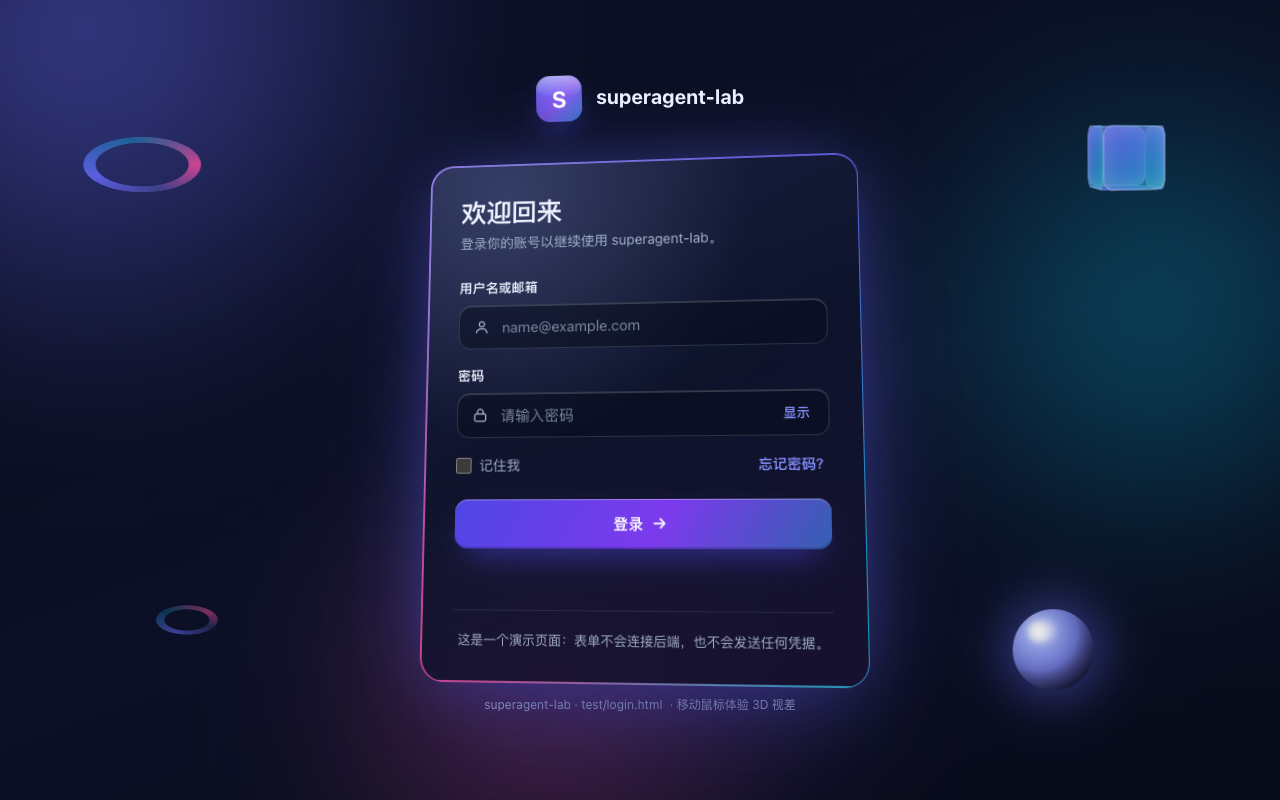 S
superagent-lab
欢迎回来
登录你的账号以继续使用 superagent-lab。
用户名或邮箱
name@example.com
密码
请输入密码
显示
记住我
忘记密码?
登录 →
这是一个演示页面：表单不会连接后端，也不会发送任何凭据。
superagent-lab · test/login.html · 移动鼠标体验 3D 视差